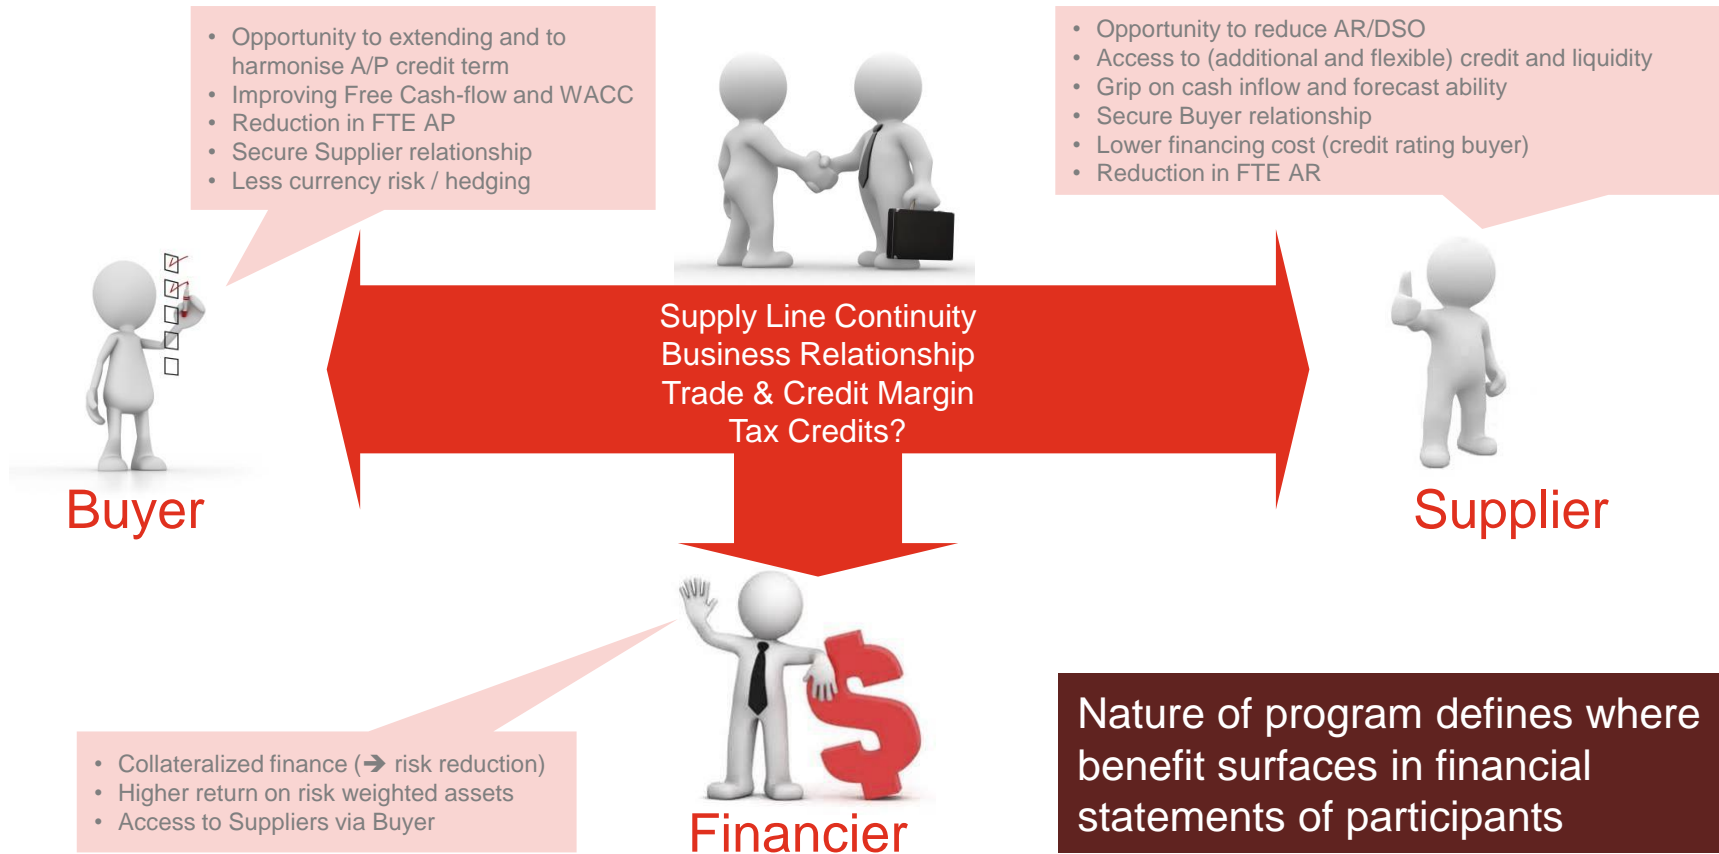 • Opportunity to extending and to
harmonise A/P credit term
• Improving Free Cash-flow and WACC
• Reduction in FTE AP
• Secure Supplier relationship
• Less currency risk / hedging
• Opportunity to reduce AR/DSO
• Access to (additional and flexible) credit and liquidity
• Grip on cash inflow and forecast ability
• Secure Buyer relationship
• Lower financing cost (credit rating buyer)
• Reduction in FTE AR
Supply Line Continuity
Business Relationship
Trade & Credit Margin
Tax Credits?
Buyer
Supplier
• Collateralized finance (➔ risk reduction)
• Higher return on risk weighted assets
• Access to Suppliers via Buyer
Financier
Nature of program defines where
benefit surfaces in financial
statements of participants